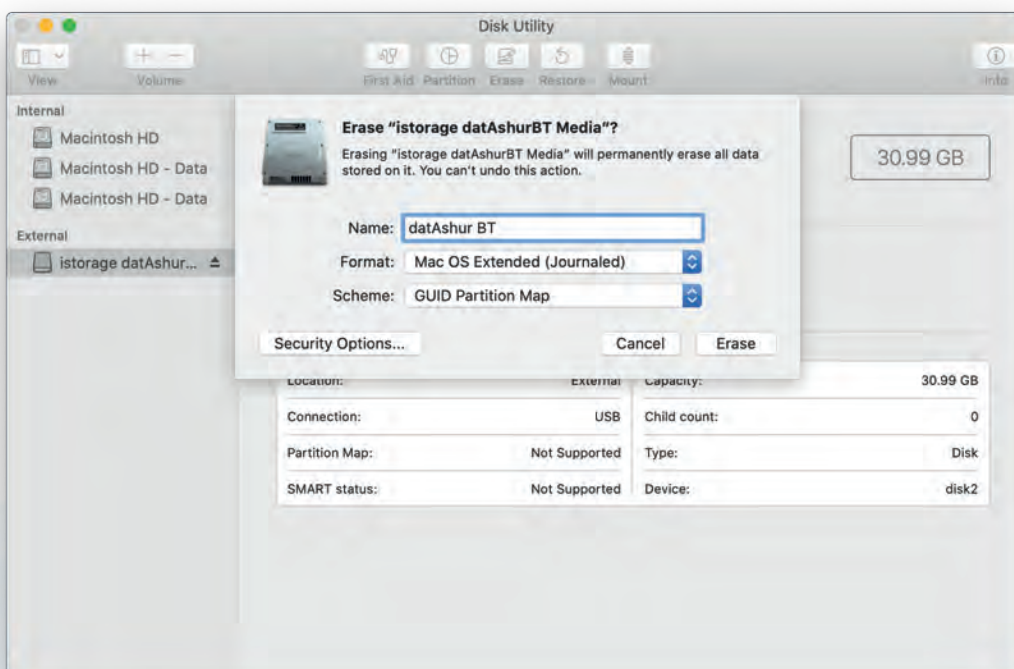 Disk Utility
View
Volume
First Aid
Partition
Erase
Restore
Mount
Info
Internal
Macintosh HD
Macintosh HD - Data
Macintosh HD - Data
External
istorage datAshur...
Erase “istorage datAshurBT Media”?
Erasing “istorage datAshurBT Media” will permanently erase all data
stored on it. You can't undo this action.
Name: datAshur BT
Format: Mac OS Extended (Journaled)
Scheme: GUID Partition Map
Security Options...
Cancel
Erase
30.99 GB
Location: External
Capacity: 30.99 GB
Connection: USB
Child count: 0
Partition Map: Not Supported
Type: Disk
SMART status: Not Supported
Device: disk2